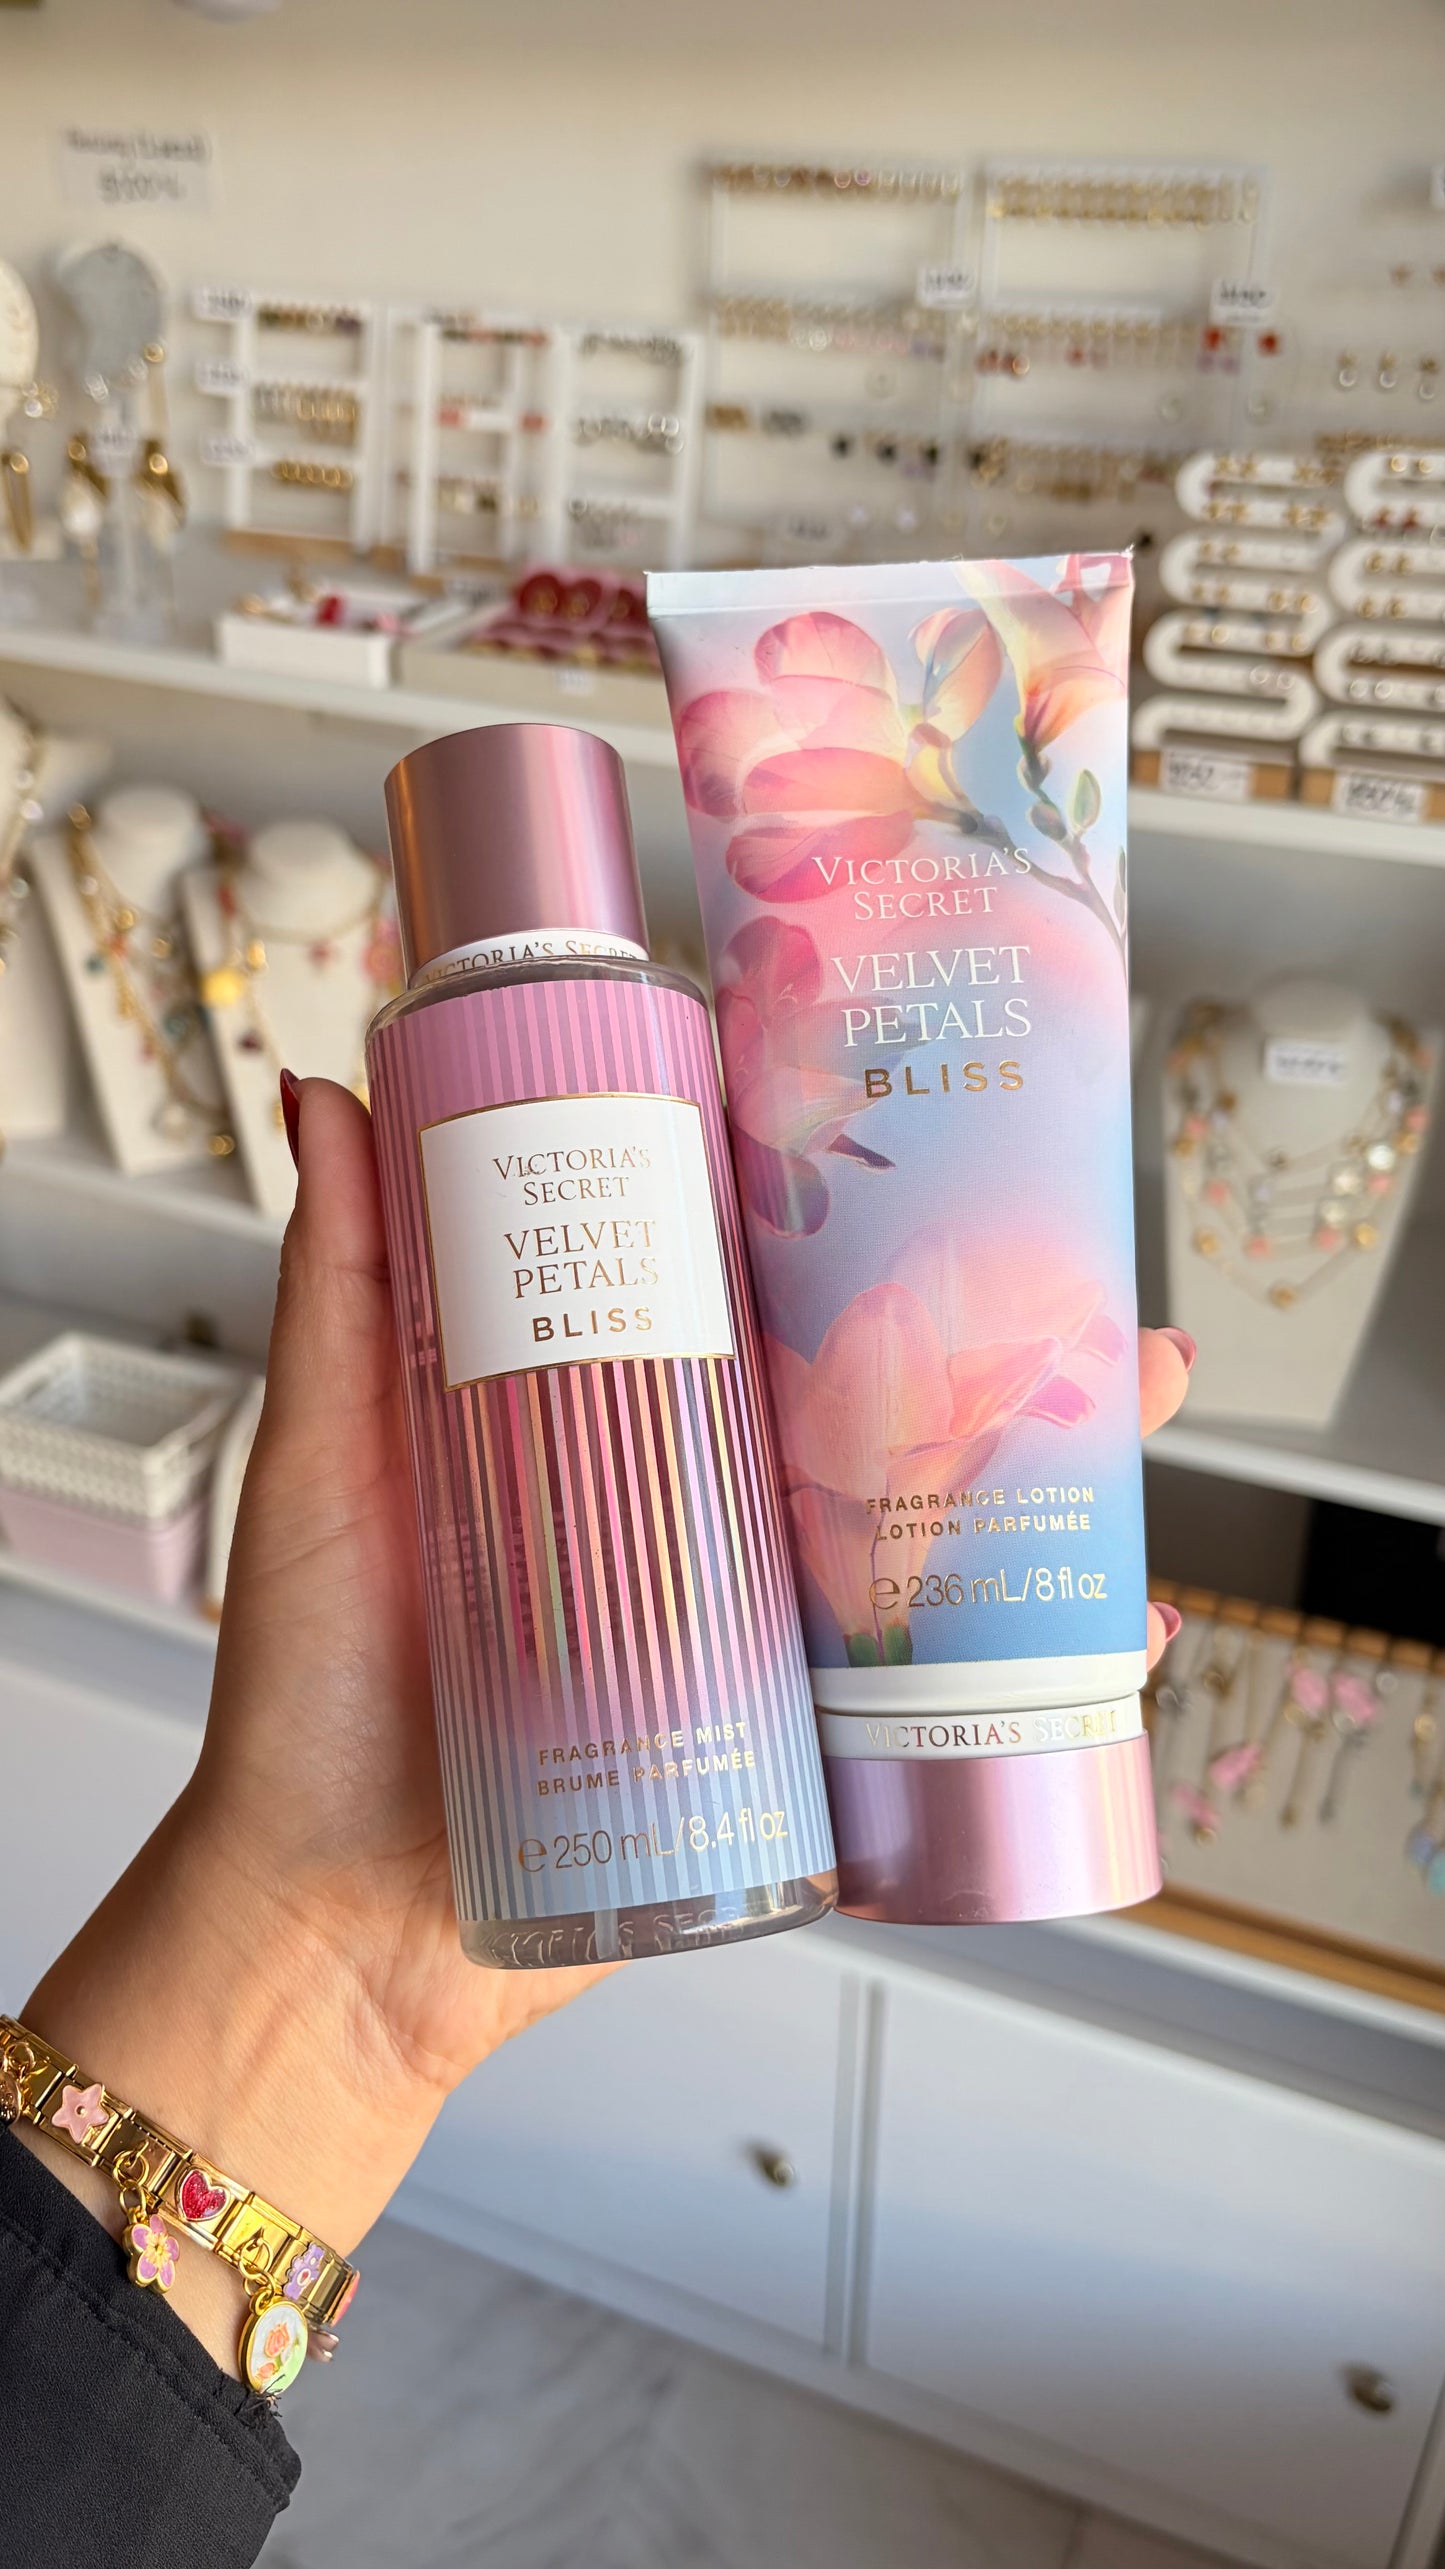 VICTORIA'S SECRET
VICTORIA'S
SECRET
VELVET
PETALS
BLISS
FRAGRANCE MIST
BRUME PARFUMÉE
℮250 mL/8.4 fl oz
VICTORIA'S
SECRET
VELVET
PETALS
BLISS
FRAGRANCE LOTION
LOTION PARFUMÉE
℮236 mL/8 fl oz
VICTORIA'S SECRET